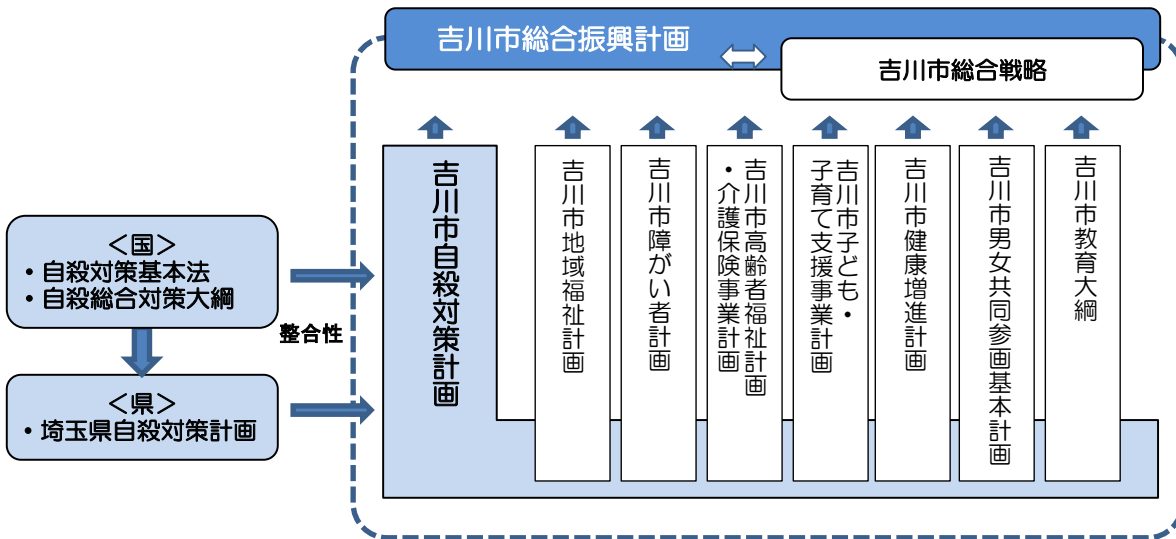 吉川市総合振興計画
吉川市総合戦略
＜国＞
・自殺対策基本法
・自殺総合対策大綱
整合性
＜県＞
・埼玉県自殺対策計画
吉川市自殺対策計画
吉川市地域福祉計画
吉川市障がい者計画
吉川市高齢者福祉計画
・介護保険事業計画
吉川市子ども・
子育て支援事業計画
吉川市健康増進計画
吉川市男女共同参画基本計画
吉川市教育大綱